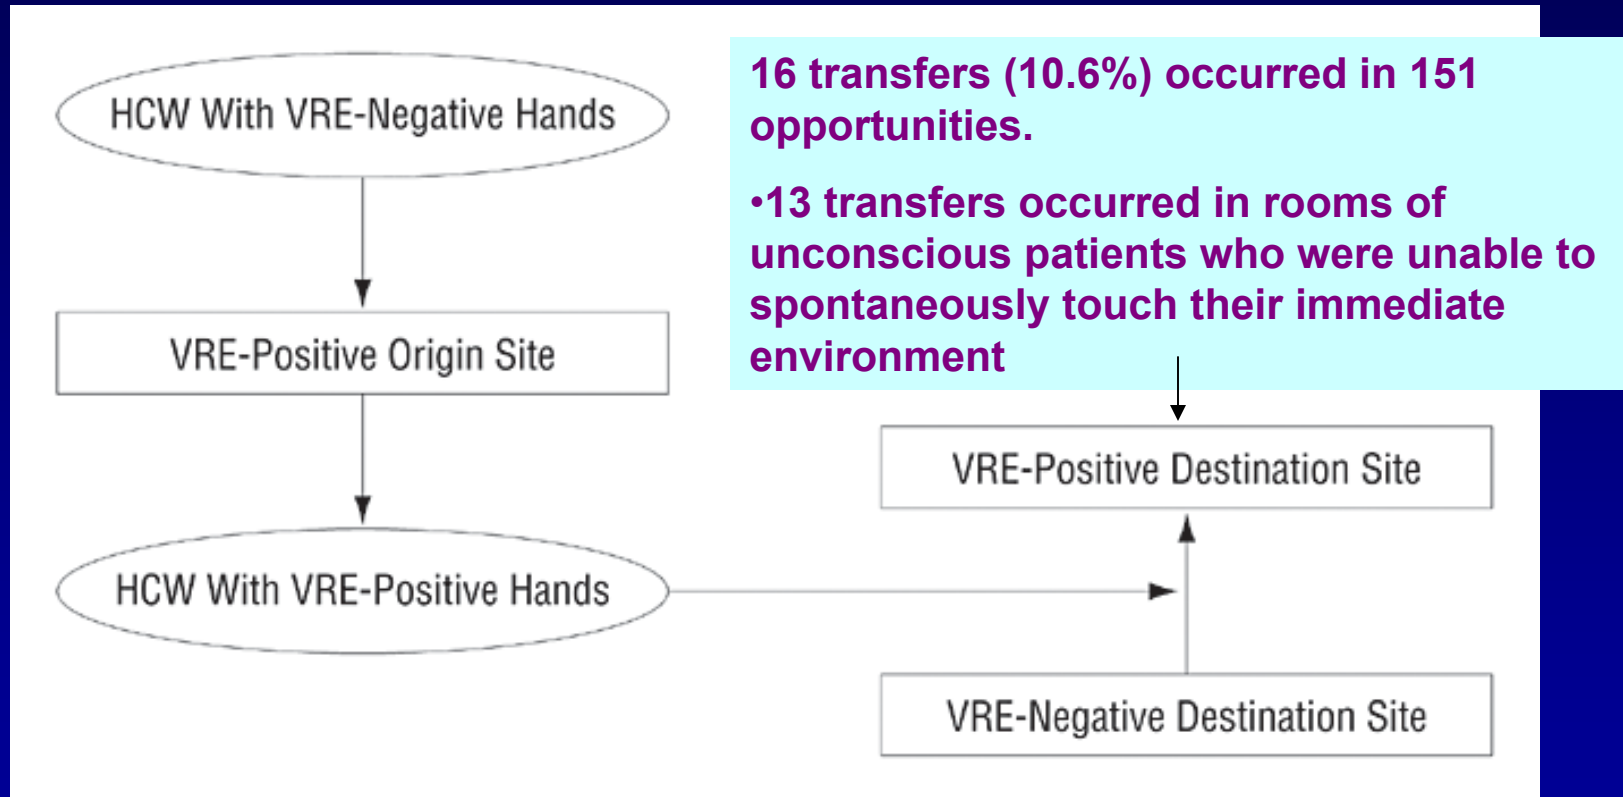 HCW With VRE-Negative Hands
16 transfers (10.6%) occurred in 151
opportunities.
•13 transfers occurred in rooms of
unconscious patients who were unable to
spontaneously touch their immediate
environment
VRE-Positive Origin Site
HCW With VRE-Positive Hands
VRE-Positive Destination Site
VRE-Negative Destination Site